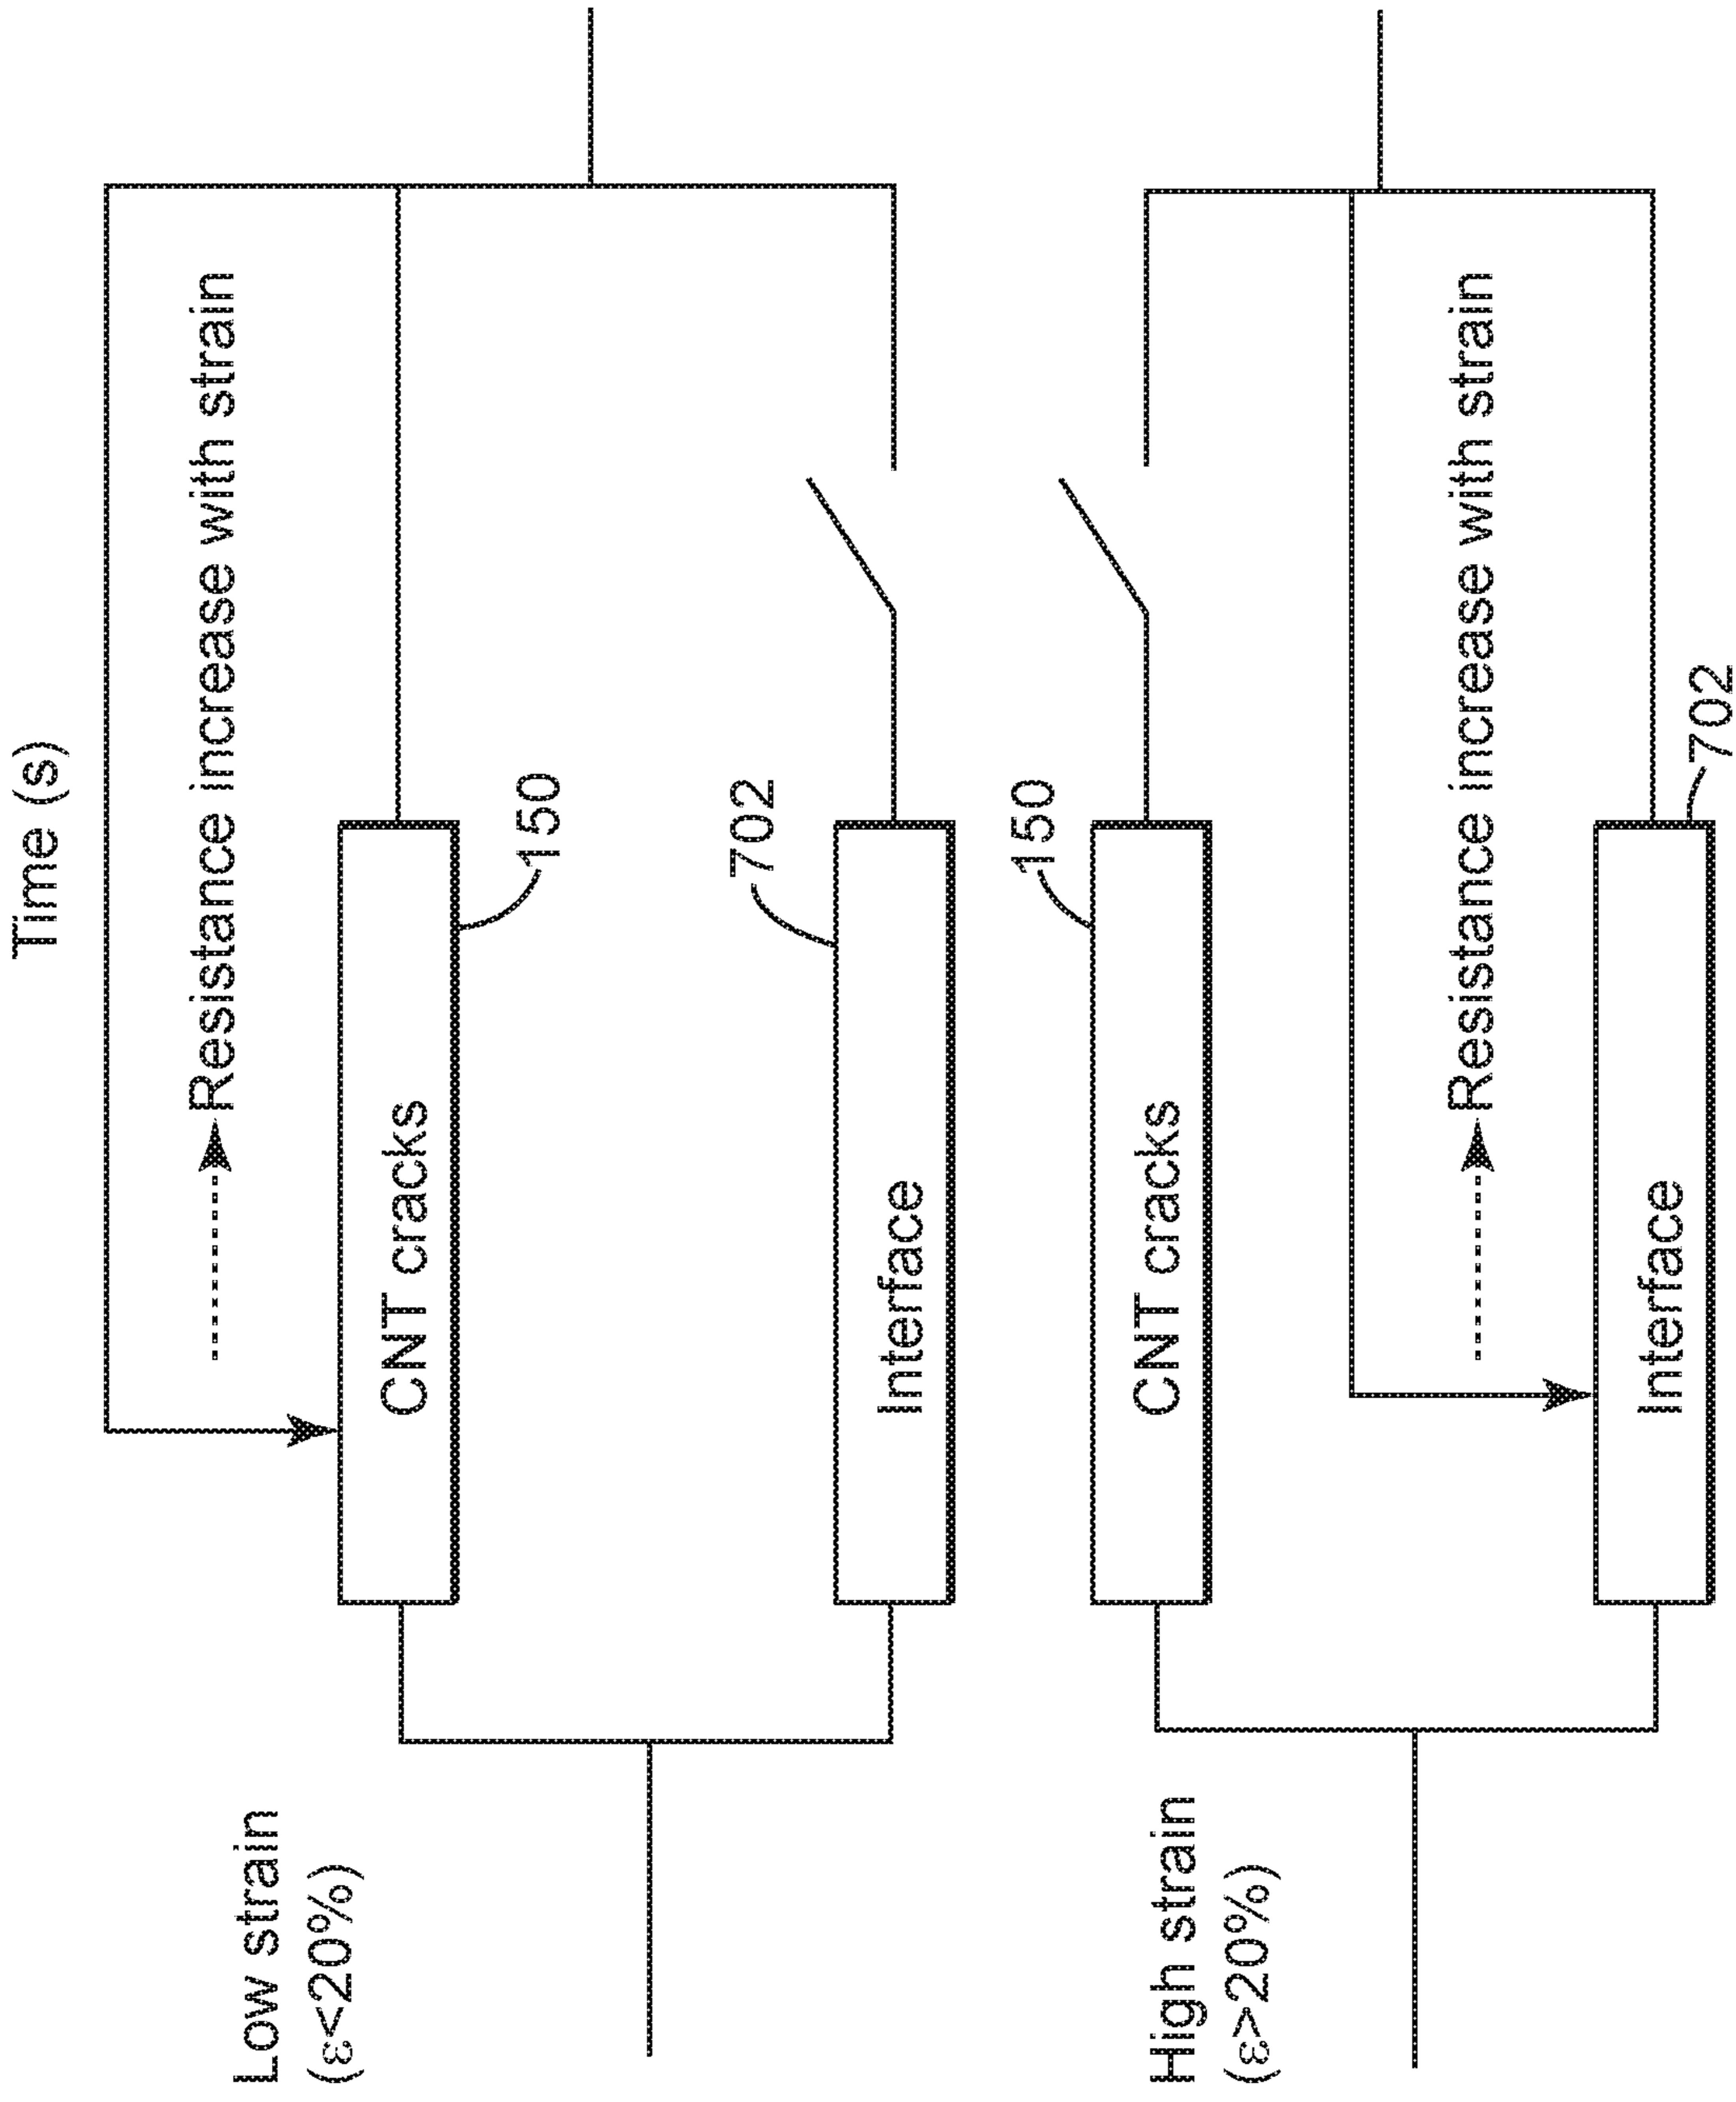 Time (s)
Resistance increase with strain
Low strain
(ε<20%)
CNT cracks
150
702
Interface
High strain
(ε>20%)
150
CNT cracks
Resistance increase with strain
Interface
702